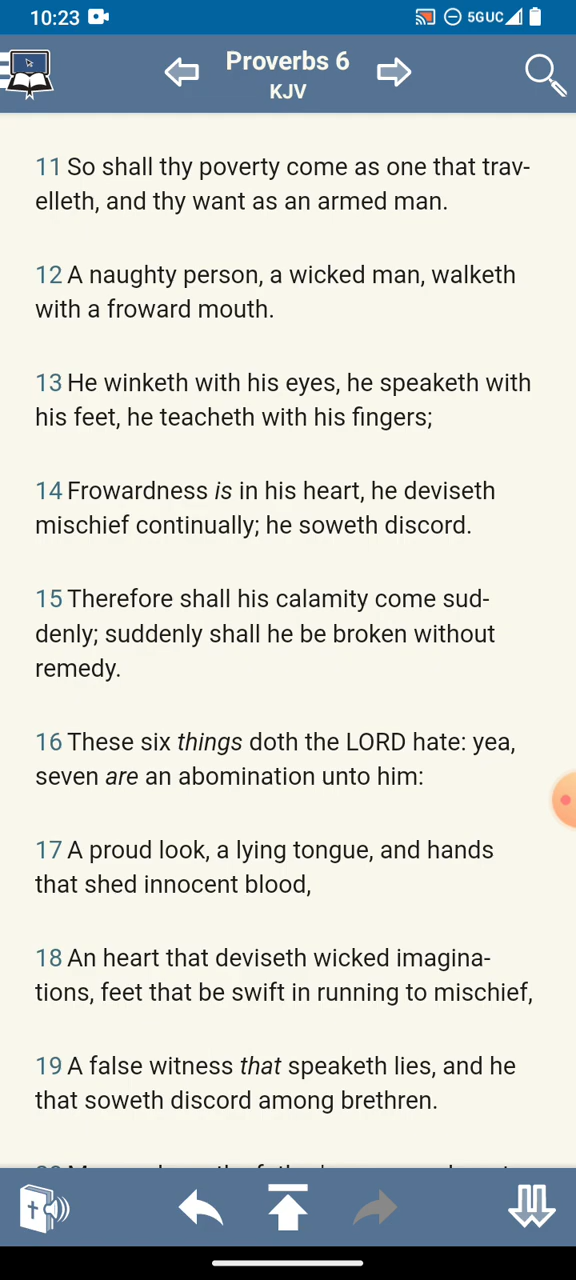 10:23
5GUC
Proverbs 6
KJV
11 So shall thy poverty come as one that trav-
elleth, and thy want as an armed man.
12 A naughty person, a wicked man, walketh
with a froward mouth.
13 He winketh with his eyes, he speaketh with
his feet, he teacheth with his fingers;
14 Frowardness is in his heart, he deviseth
mischief continually; he soweth discord.
15 Therefore shall his calamity come sud-
denly; suddenly shall he be broken without
remedy.
16 These six things doth the LORD hate: yea,
seven are an abomination unto him:
17 A proud look, a lying tongue, and hands
that shed innocent blood,
18 An heart that deviseth wicked imagina-
tions, feet that be swift in running to mischief,
19 A false witness that speaketh lies, and he
that soweth discord among brethren.